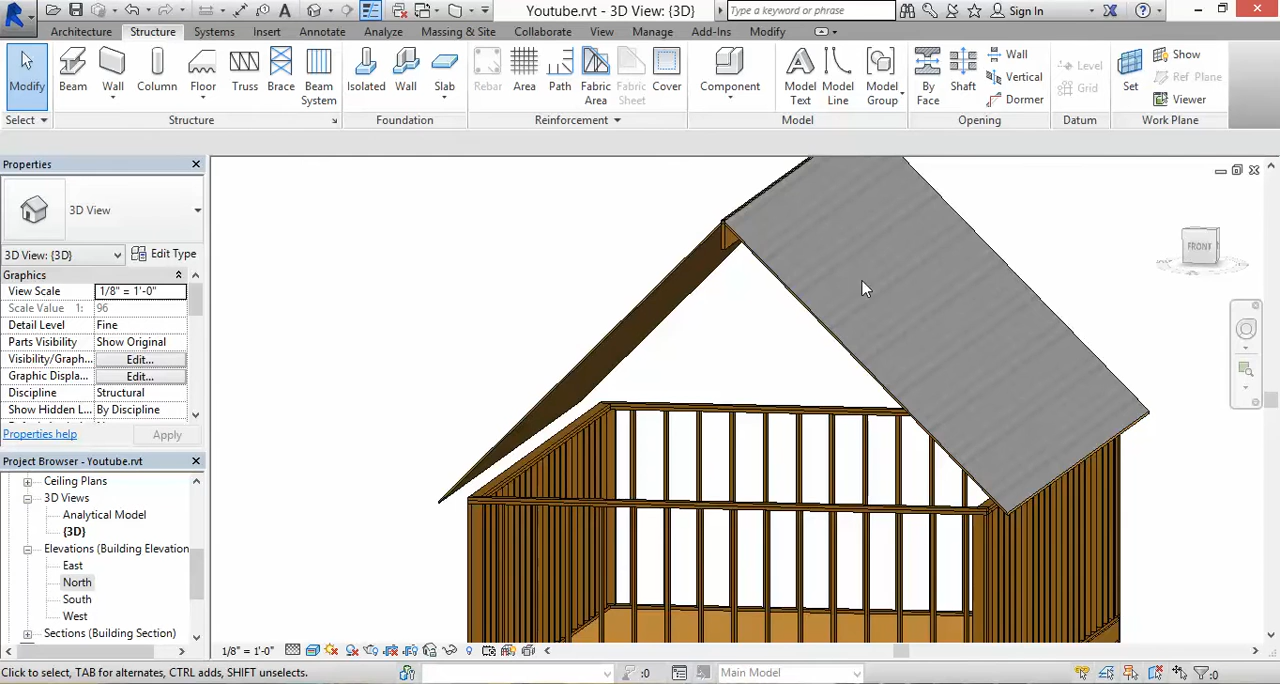 Youtube.rvt - 3D View: {3D}
Type a keyword or phrase
Sign In
Architecture Structure Systems Insert Annotate Analyze Massing & Site Collaborate View Manage Add-Ins Modify
Modify
Beam Wall Column Floor Truss Brace Beam System
Isolated Wall Slab
Rebar Area Path Fabric Area Fabric Sheet Cover
Component
Model Text Model Line Model Group
By Face Shaft Wall Vertical Dormer
Level Grid
Set Show Ref Plane Viewer
Select Structure Foundation Reinforcement Model Opening Datum Work Plane
Properties
3D View
3D View: {3D} Edit Type
Graphics
View Scale 1/8" = 1'-0"
Scale Value 1: 96
Detail Level Fine
Parts Visibility Show Original
Visibility/Graph... Edit...
Graphic Displa... Edit...
Discipline Structural
Show Hidden L... By Discipline
Properties help Apply
Project Browser - Youtube.rvt
Ceiling Plans
3D Views
Analytical Model
{3D}
Elevations (Building Elevation
East
North
South
West
Sections (Building Section)
FRONT
1/8" = 1'-0"
Click to select, TAB for alternates, CTRL adds, SHIFT unselects.
:0
Main Model
:0